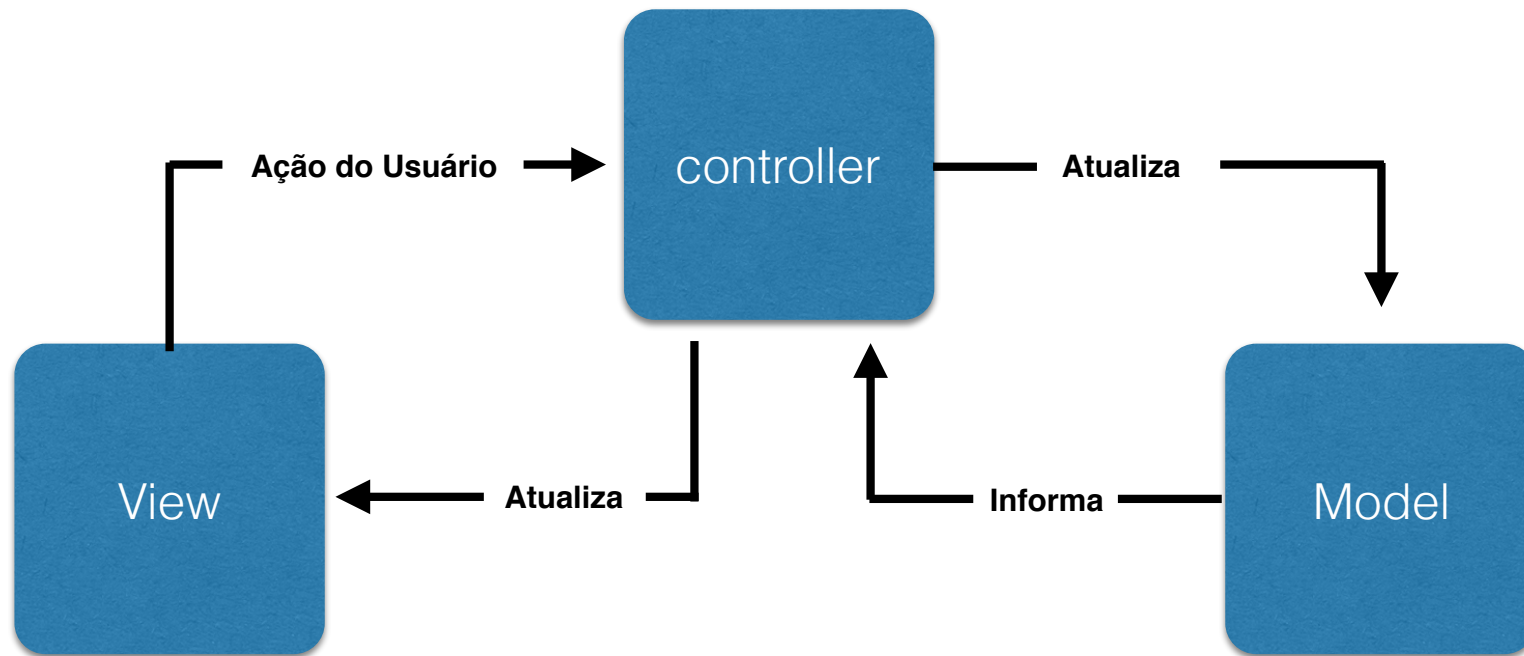 controller
Ação do Usuário
Atualiza
View
Atualiza
Informa
Model